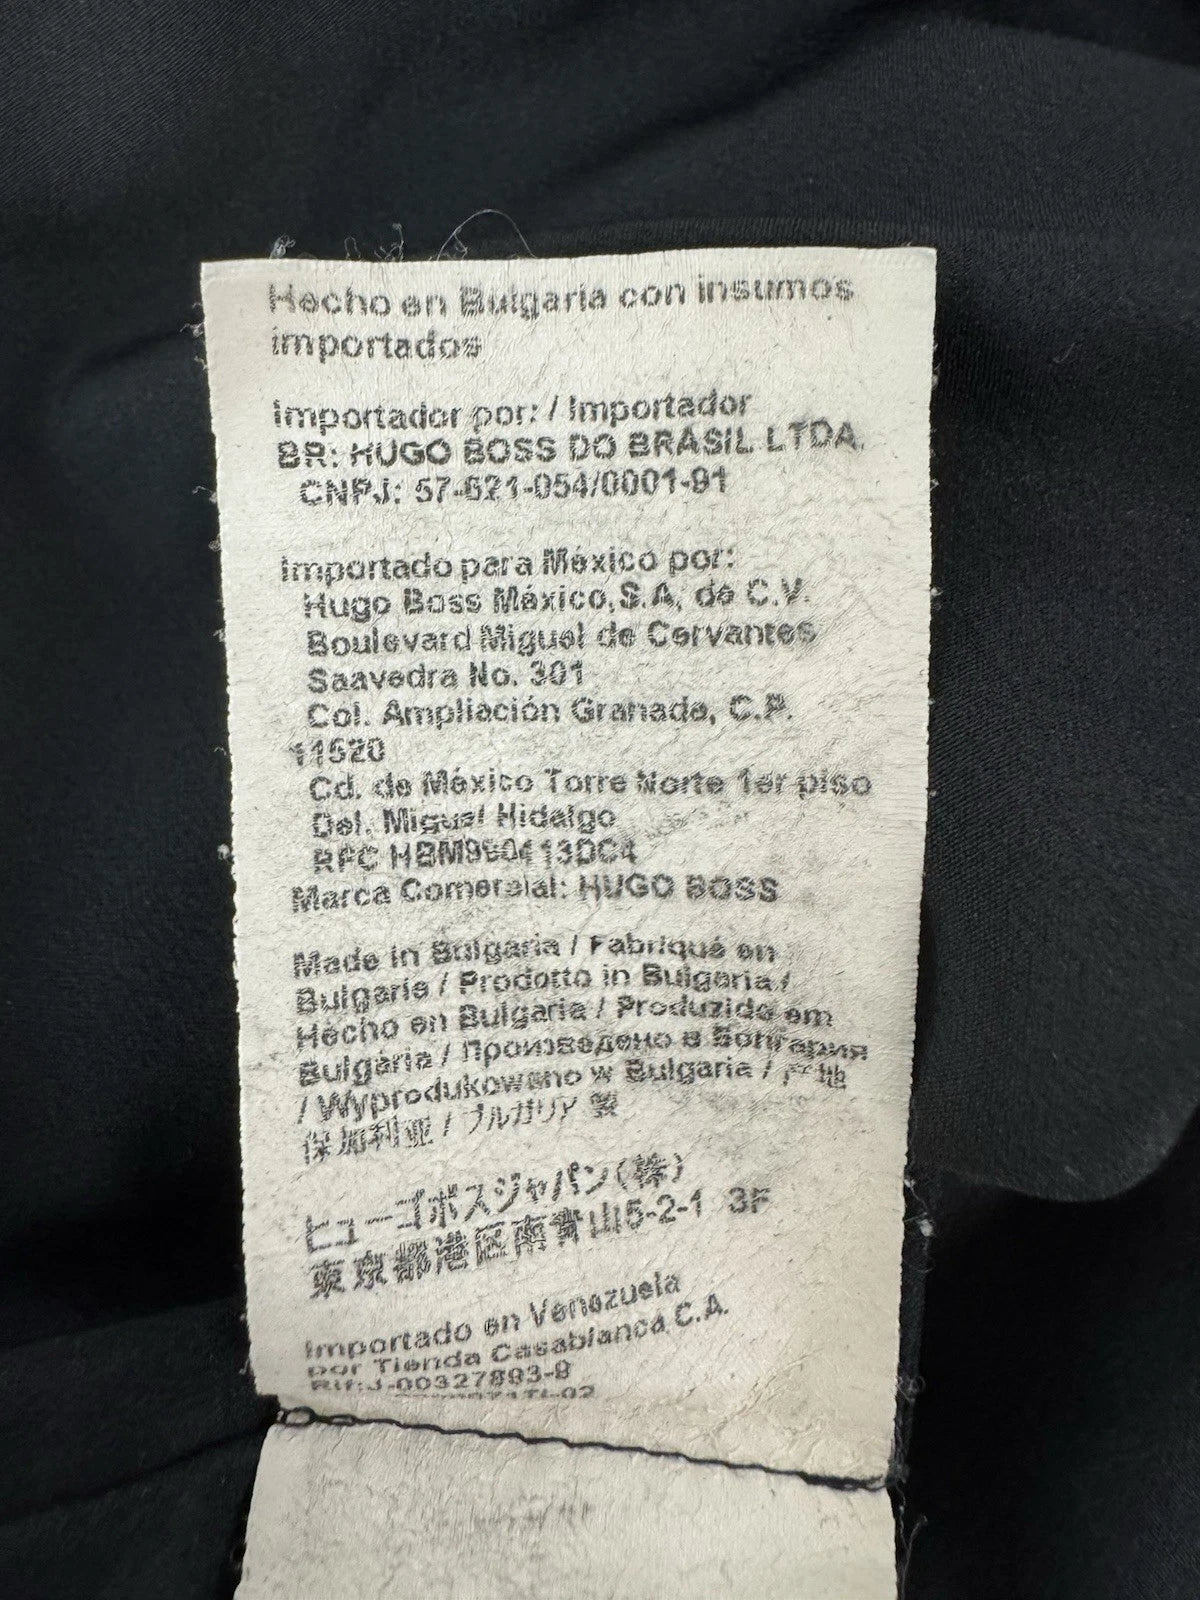 Hecho en Bulgaria con insumos
importados
Importador por: / Importador
BR: HUGO BOSS DO BRASIL LTDA.
CNPJ: 57-621-054/0001-91
Importado para México por:
Hugo Boss México,S.A, de C.V.
Boulevard Miguel de Cervantes
Saavedra No. 301
Col. Ampliación Granada, C.P.
11520
Cd. de México Torre Norte 1er piso
Del. Miguel Hidalgo
RFC HBM990413DC4
Marca Comercial: HUGO BOSS
Made in Bulgaria / Fabriqué en
Bulgarie / Prodotto in Bulgaria /
Hecho en Bulgaria / Produzido em
Bulgária / Произведено в Болгария
/ Wyprodukowano w Bulgaria / 产地
保加利亚 / ブルガリア 製
ヒューゴボスジャパン(株)
東京都港区南青山5-2-1 3F
Importado en Venezuela
por Tienda Casablanca C.A.
Rif:J-00327893-9